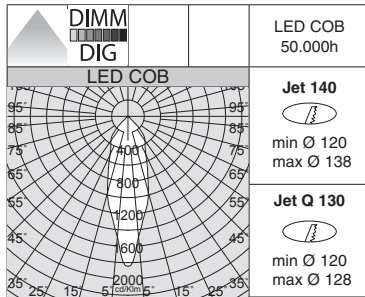 DIMM
DIG
LED COB
50.000h
LED COB
105° 105°
95° 95°
85° 85°
75° 75°
65° 65°
55° 55°
45° 45°
35° 35°
25° 15° 5° 5° 15° 25°
400
800
1200
1600
2000
cd/Klm
Jet 140
min Ø 120
max Ø 138
Jet Q 130
min Ø 120
max Ø 128